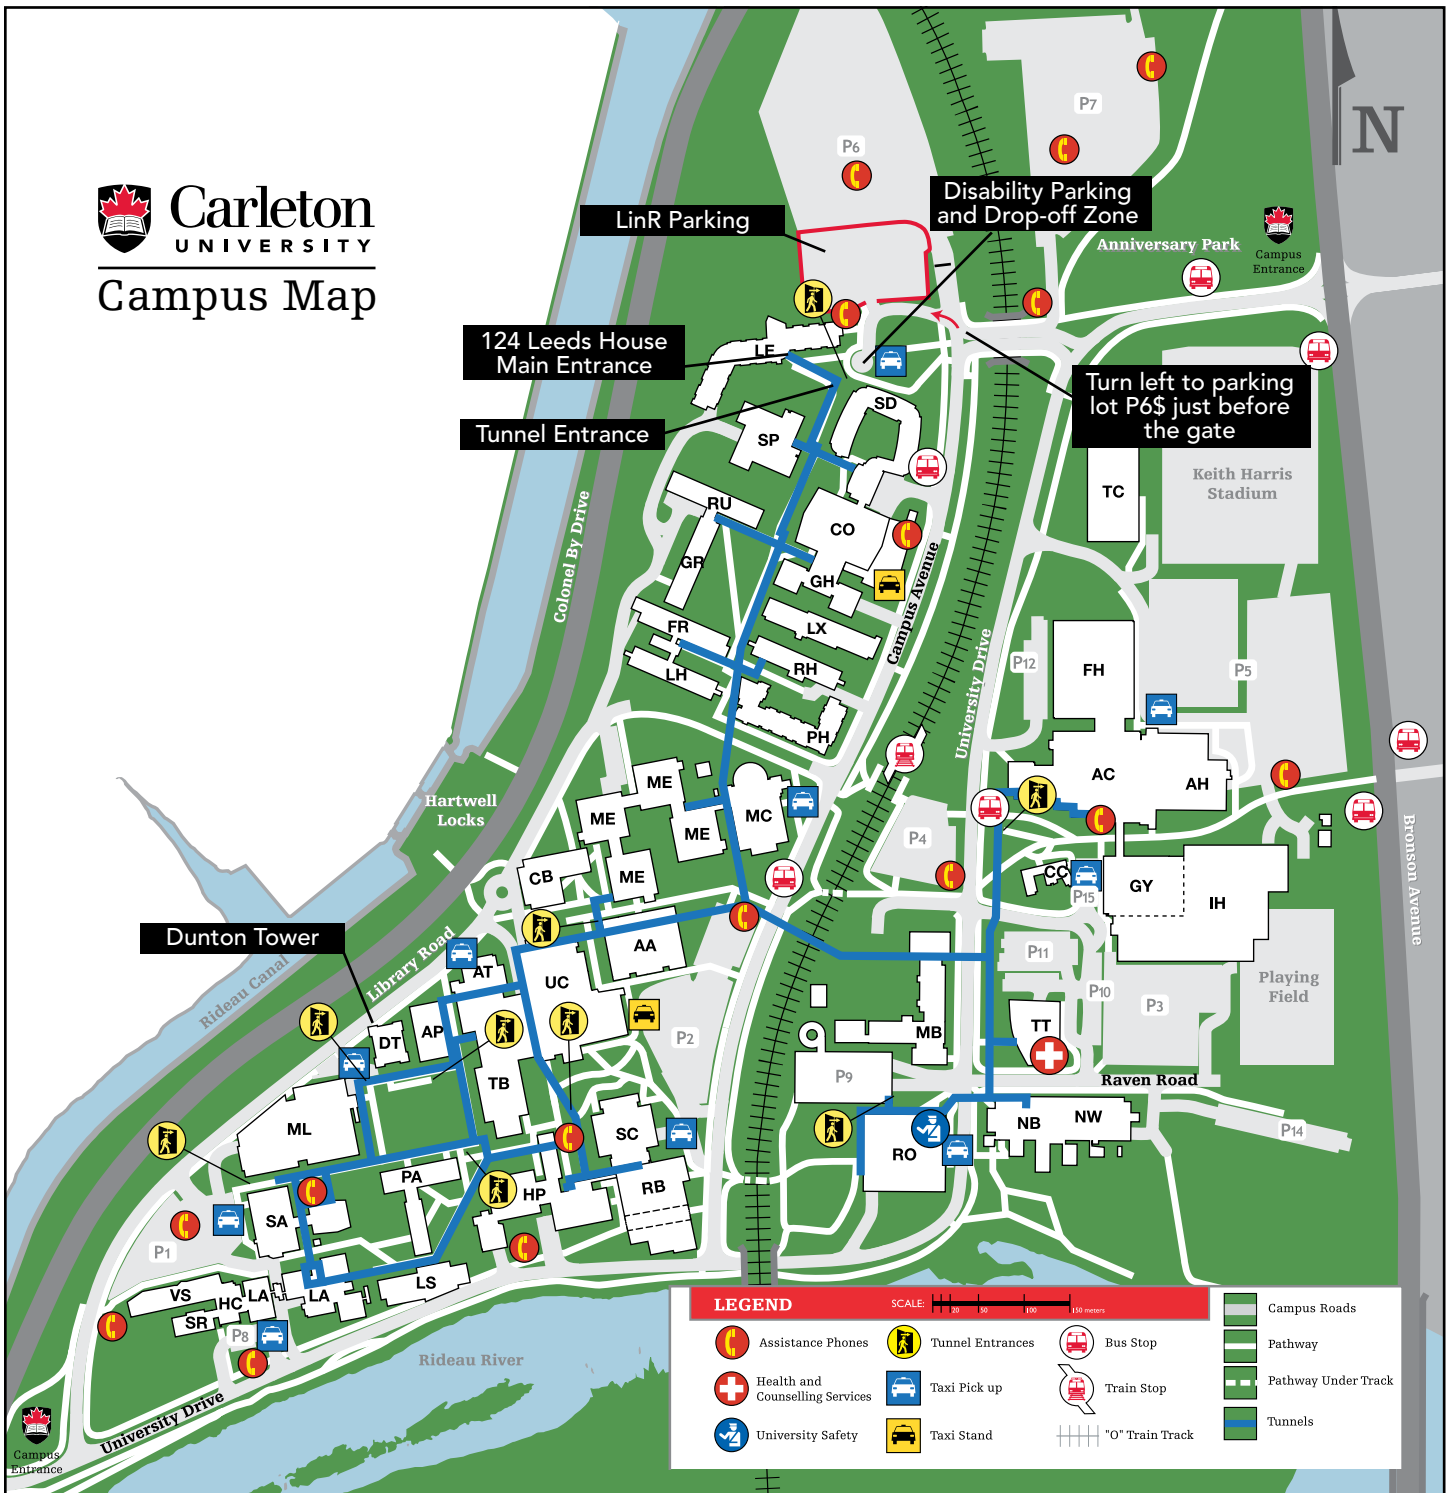 Carleton
UNIVERSITY
Campus Map
P7
P6
N
Disability Parking
and Drop-off Zone
LinR Parking
Anniversary Park
Campus
Entrance
124 Leeds House
Main Entrance
LE
Turn left to parking
lot P6$ just before
the gate
SD
Tunnel Entrance
SP
Keith Harris
Stadium
TC
RU
CO
Colonel By Drive
GR
GH
Campus Avenue
FR
LX
University Drive
P12
FH
P5
LH
RH
PH
ME
AC
AH
Hartwell
Locks
ME
ME
MC
P4
Bronson Avenue
CB
ME
CC
P15
GY
IH
Dunton Tower
Library Road
Rideau Canal
AA
AT
UC
P11
Playing
Field
P10
P3
AP
DT
P2
MB
TT
TB
P9
Raven Road
ML
SC
NB
NW
P14
RO
PA
HP
RB
SA
P1
VS
HC
LA
LA
LS
SR
P8
Rideau River
University Drive
Campus
Entrance
LEGEND
SCALE:
20
50
100
150 meters
Assistance Phones
Tunnel Entrances
Bus Stop
Health and
Counselling Services
Taxi Pick up
Train Stop
University Safety
Taxi Stand
"O" Train Track
Campus Roads
Pathway
Pathway Under Track
Tunnels